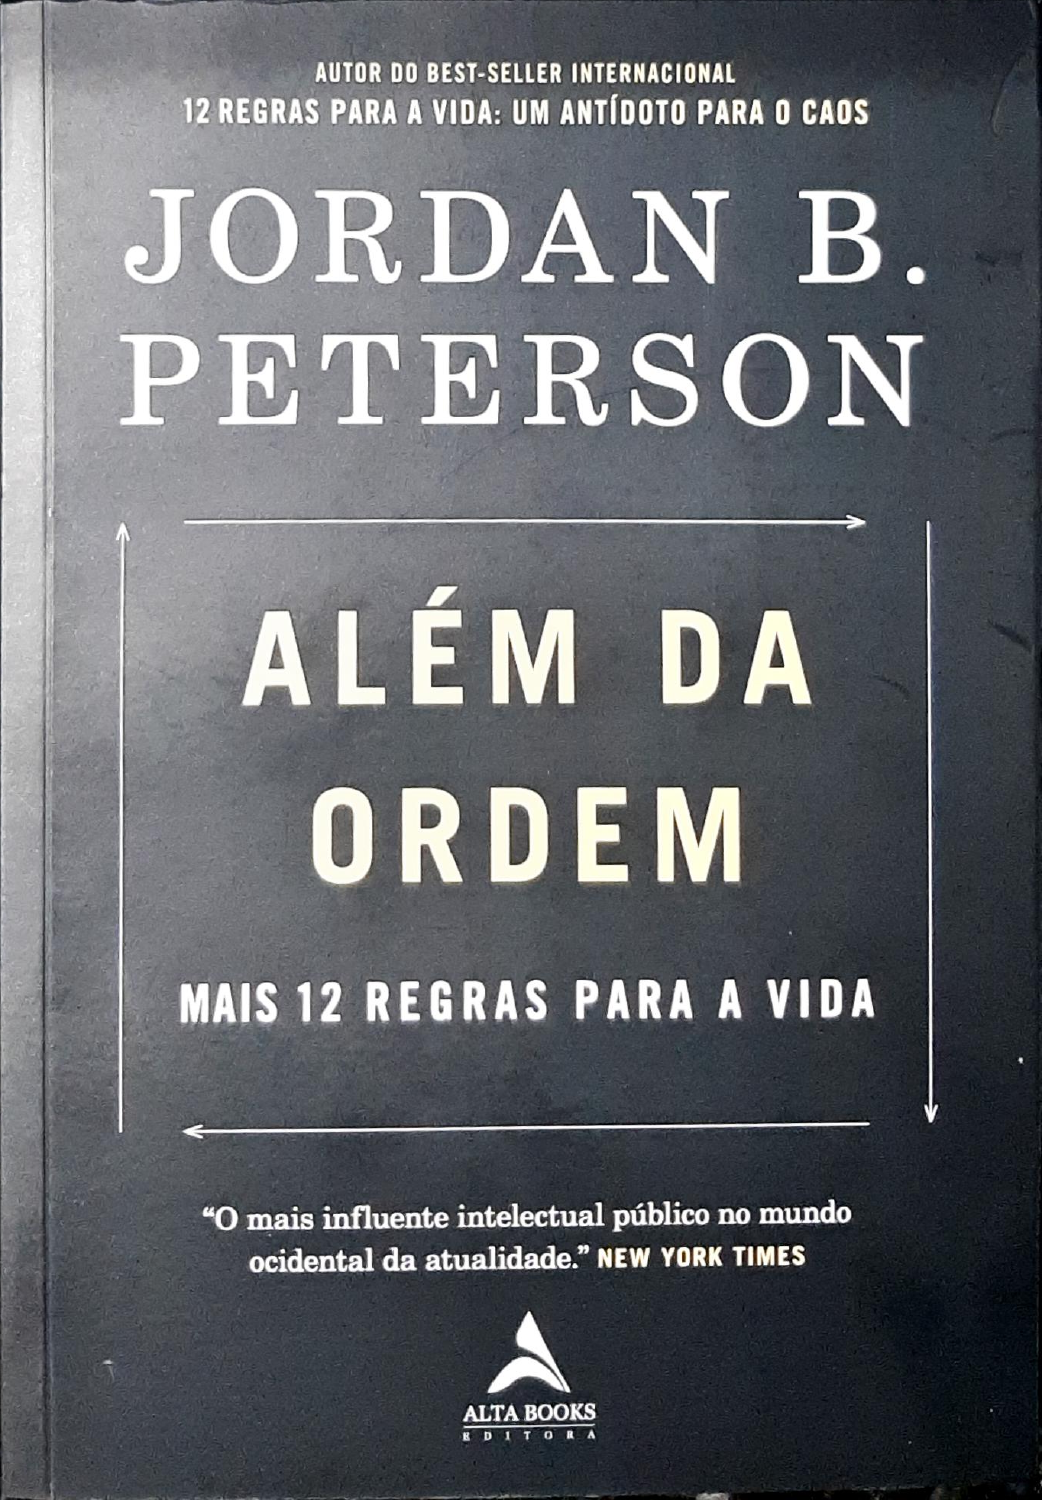 AUTOR DO BEST-SELLER INTERNACIONAL
12 REGRAS PARA A VIDA: UM ANTÍDOTO PARA O CAOS
JORDAN B.
PETERSON
ALÉM DA
ORDEM
MAIS 12 REGRAS PARA A VIDA
“O mais influente intelectual público no mundo
ocidental da atualidade.” NEW YORK TIMES
ALTA BOOKS
EDITORA